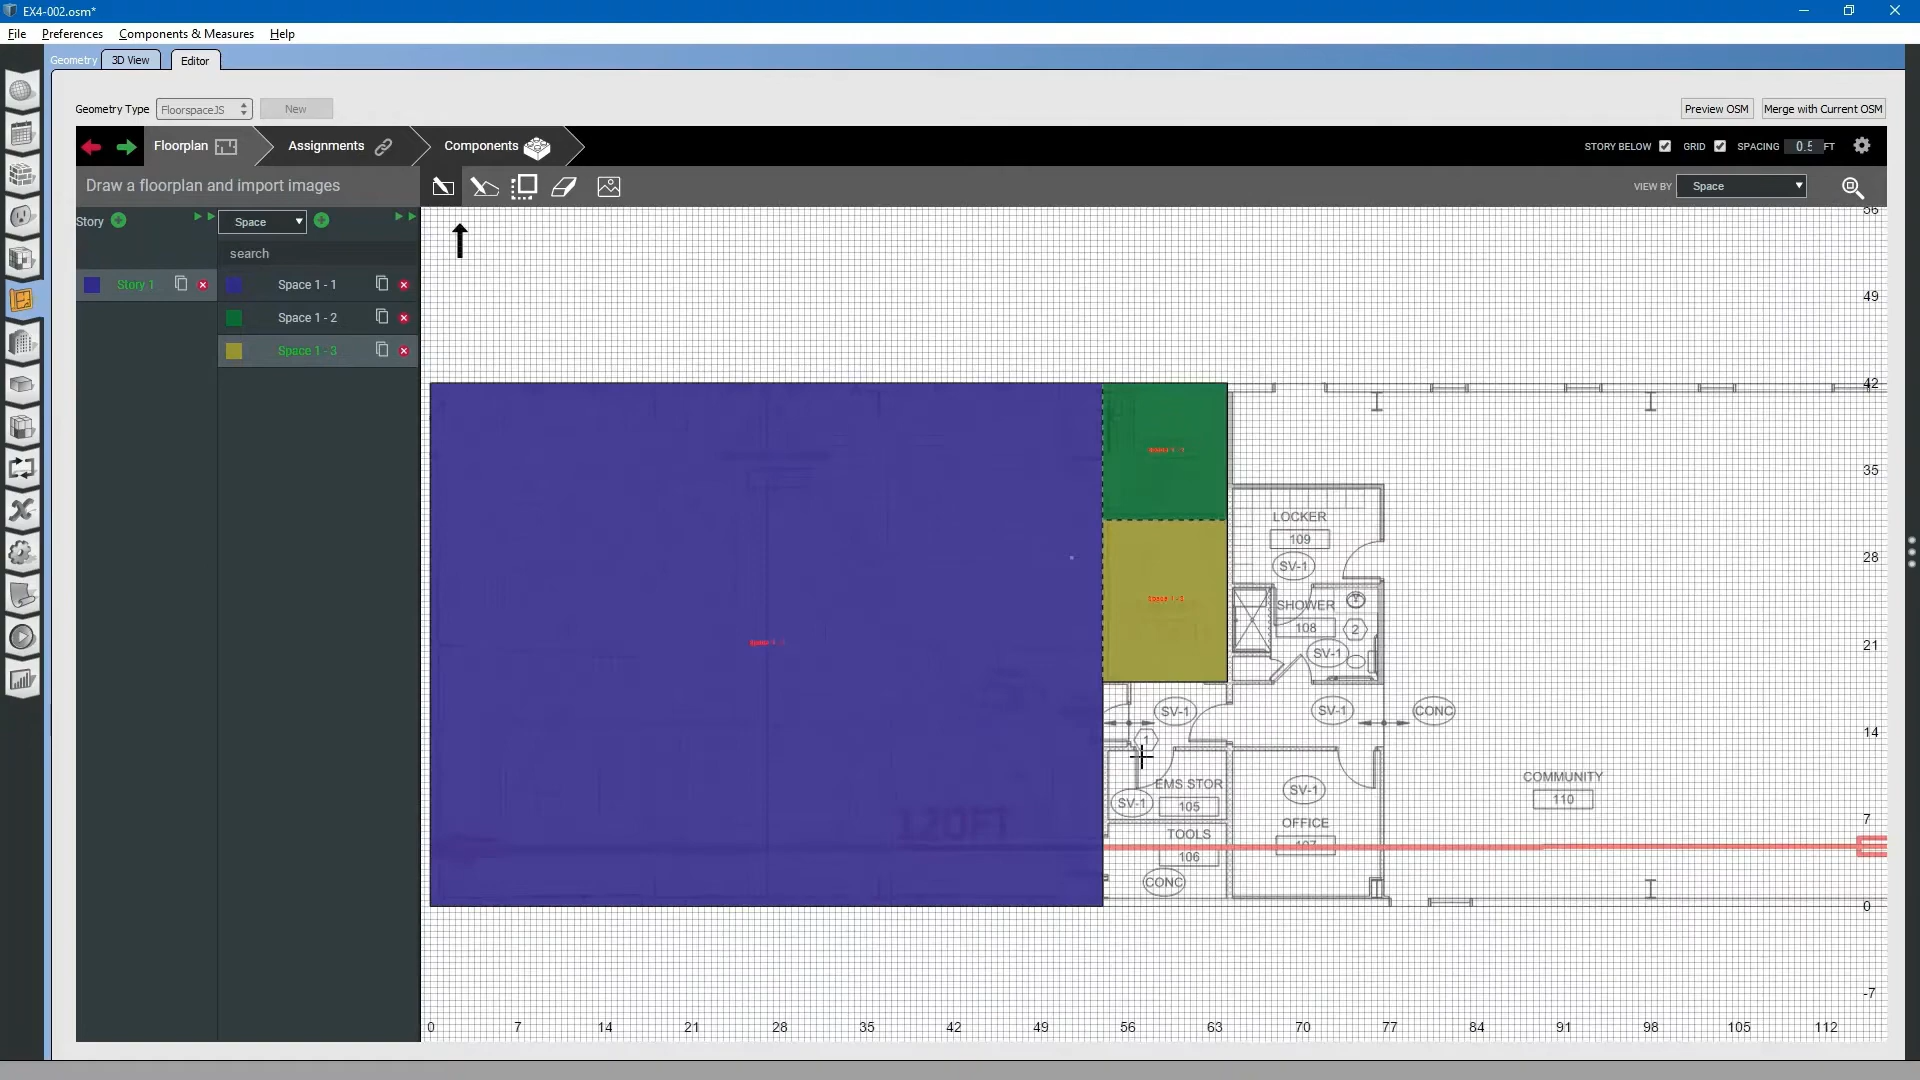 EX4-002.osm*
File Preferences Components & Measures Help
Geometry 3D View Editor
Geometry Type FloorspaceJS New Preview OSM Merge with Current OSM
Floorplan Assignments Components STORY BELOW GRID SPACING 0.5 FT
Draw a floorplan and import images VIEW BY Space
Story Space
search
Story 1 Space 1 - 1
Space 1 - 2
Space 1 - 3
56
49
42
35
28
21
14
7
0
-7
LOCKER
109
SV-1
SHOWER
108
2
SV-1
SV-1
SV-1
CONC
1
EMS STOR
105
SV-1
SV-1
COMMUNITY
110
120FT
OFFICE
107
TOOLS
106
CONC
0 7 14 21 28 35 42 49 56 63 70 77 84 91 98 105 112